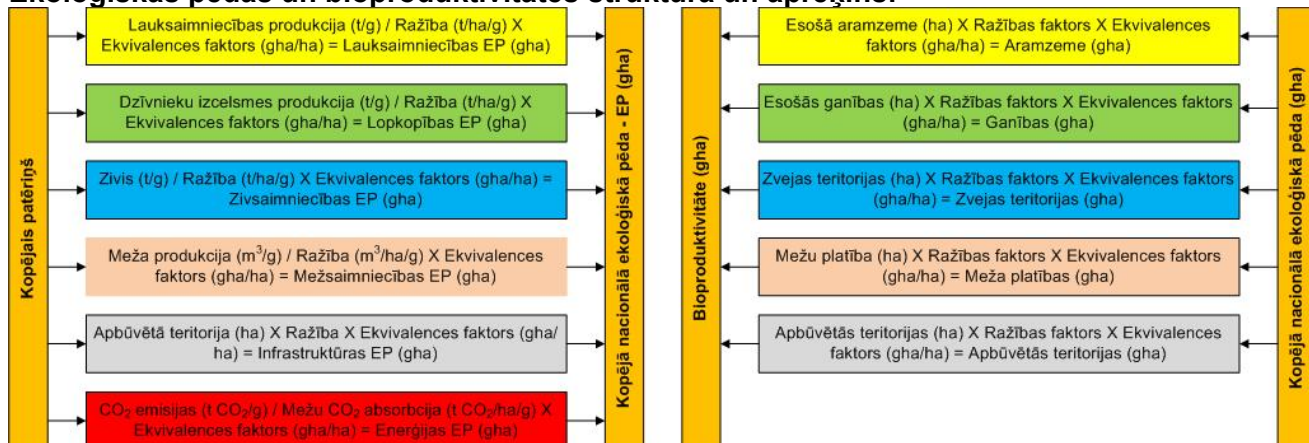 Ekoloģiskās pēdas un bioproduktivitātes struktūra un aprēķins.
Kopējais patēriņš
Lauksaimniecības produkcija (t/g) / Ražība (t/ha/g) X
Ekvivalences faktors (gha/ha) = Lauksaimniecības EP (gha)
Dzīvnieku izcelsmes produkcija (t/g) / Ražība (t/ha/g) X
Ekvivalences faktors (gha/ha) = Lopkopības EP (gha)
Zivis (t/g) / Ražība (t/ha/g) X Ekvivalences faktors (gha/ha) =
Zivsaimniecības EP (gha)
Meža produkcija (m³/g) / Ražība (m³/ha/g) X Ekvivalences
faktors (gha/ha) = Mežsaimniecības EP (gha)
Apbūvētā teritorija (ha) X Ražība X Ekvivalences faktors (gha/
ha) = Infrastruktūras EP (gha)
CO₂ emisijas (t CO₂/g) / Mežu CO₂ absorbcija (t CO₂/ha/g) X
Ekvivalences faktors (gha/ha) = Enerģijas EP (gha)
Kopējā nacionālā ekoloģiskā pēda - EP (gha)
Bioproduktivitāte (gha)
Esošā aramzeme (ha) X Ražības faktors X Ekvivalences
faktors (gha/ha) = Aramzeme (gha)
Esošās ganības (ha) X Ražības faktors X Ekvivalences faktors
(gha/ha) = Ganības (gha)
Zvejas teritorijas (ha) X Ražības faktors X Ekvivalences faktors
(gha/ha) = Zvejas teritorijas (gha)
Mežu platība (ha) X Ražības faktors X Ekvivalences faktors
(gha/ha) = Meža platības (gha)
Apbūvētās teritorijas (ha) X Ražības faktors X Ekvivalences
faktors (gha/ha) = Apbūvētās teritorijas (gha)
Kopējā nacionālā ekoloģiskā pēda (gha)